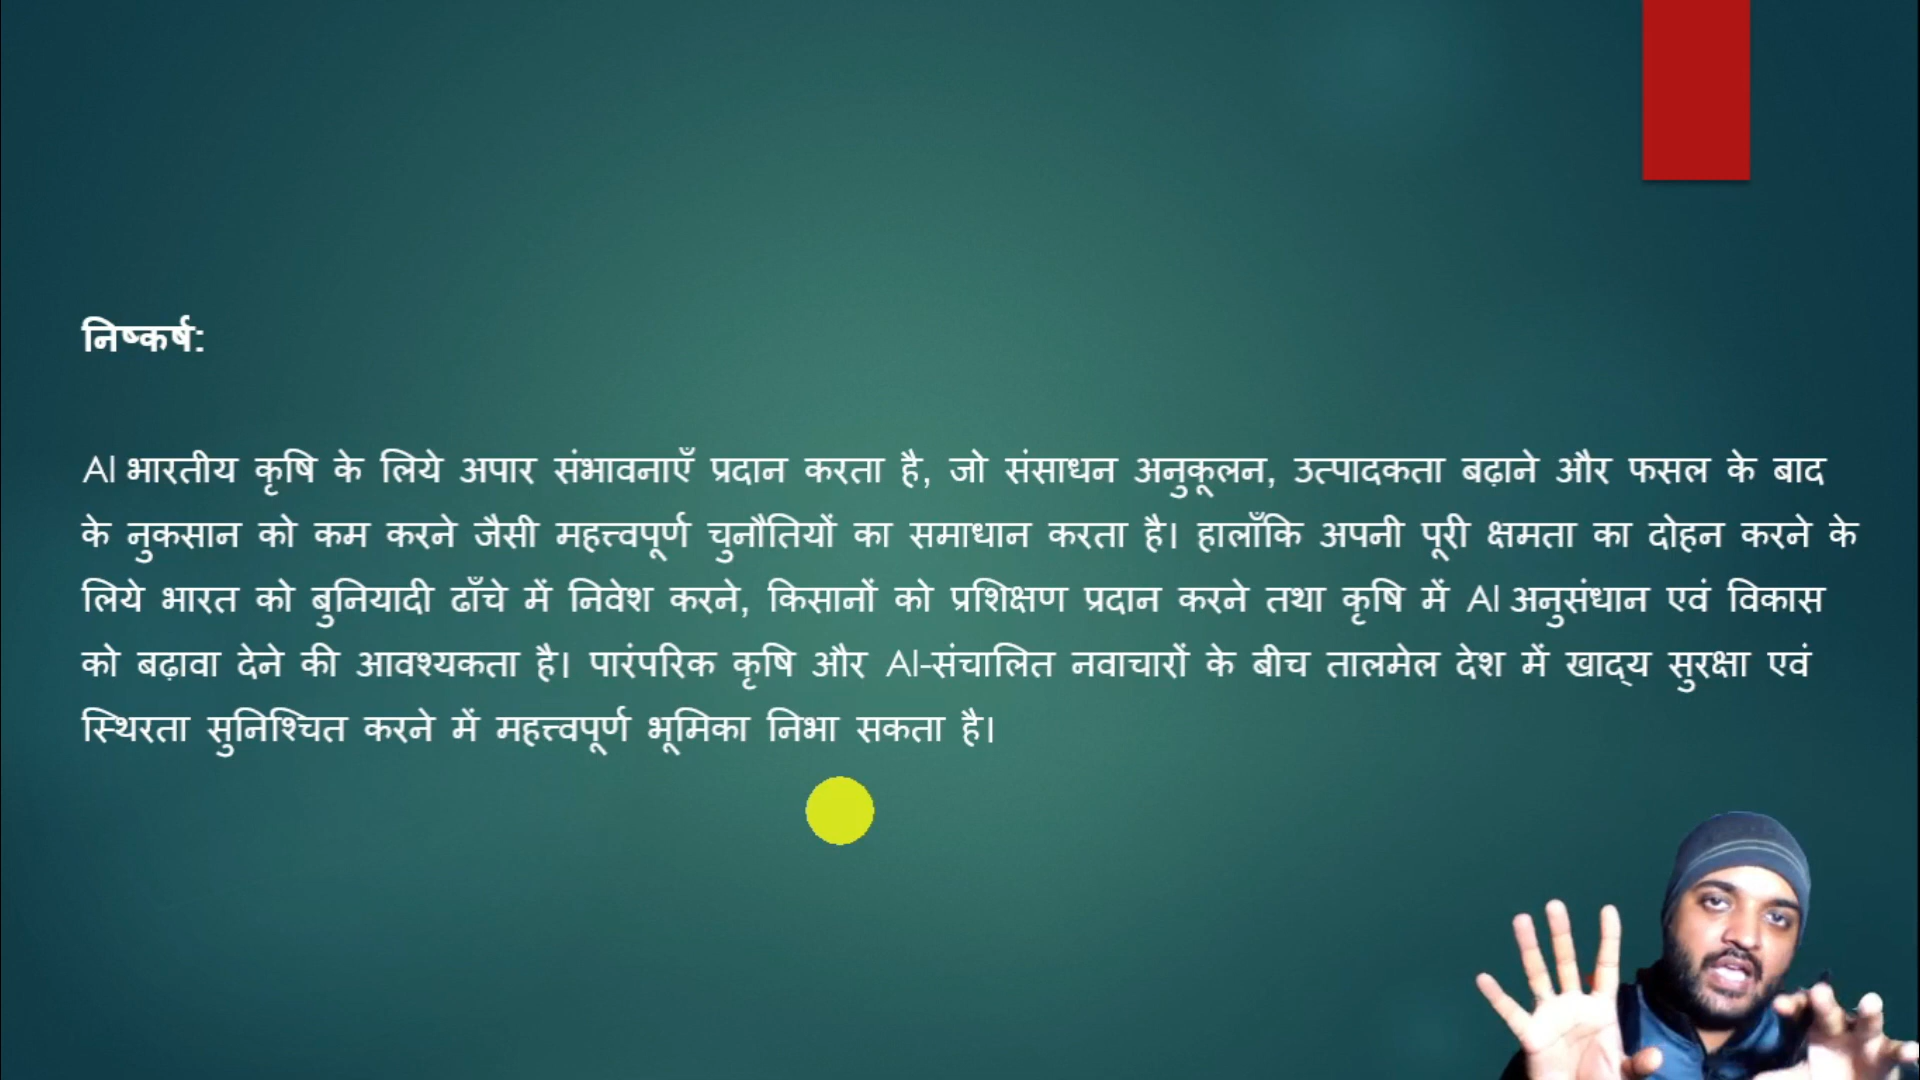 निष्कर्ष:
AI भारतीय कृषि के लिये अपार संभावनाएँ प्रदान करता है, जो संसाधन अनुकूलन, उत्पादकता बढ़ाने और फसल के बाद
के नुकसान को कम करने जैसी महत्त्वपूर्ण चुनौतियों का समाधान करता है। हालाँकि अपनी पूरी क्षमता का दोहन करने के
लिये भारत को बुनियादी ढाँचे में निवेश करने, किसानों को प्रशिक्षण प्रदान करने तथा कृषि में AI अनुसंधान एवं विकास
को बढ़ावा देने की आवश्यकता है। पारंपरिक कृषि और AI-संचालित नवाचारों के बीच तालमेल देश में खाद्य सुरक्षा एवं
स्थिरता सुनिश्चित करने में महत्त्वपूर्ण भूमिका निभा सकता है।